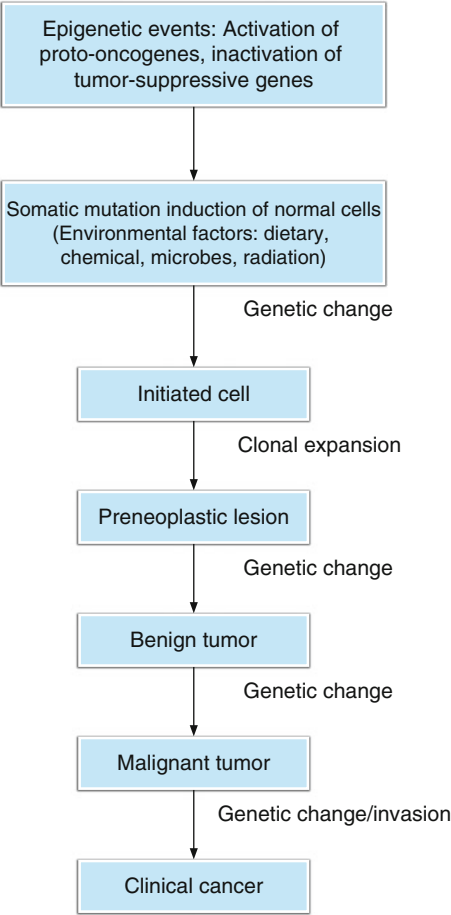 Epigenetic events: Activation of
proto-oncogenes, inactivation of
tumor-suppressive genes
Somatic mutation induction of normal cells
(Environmental factors: dietary,
chemical, microbes, radiation)
Genetic change
Initiated cell
Clonal expansion
Preneoplastic lesion
Genetic change
Benign tumor
Genetic change
Malignant tumor
Genetic change/invasion
Clinical cancer